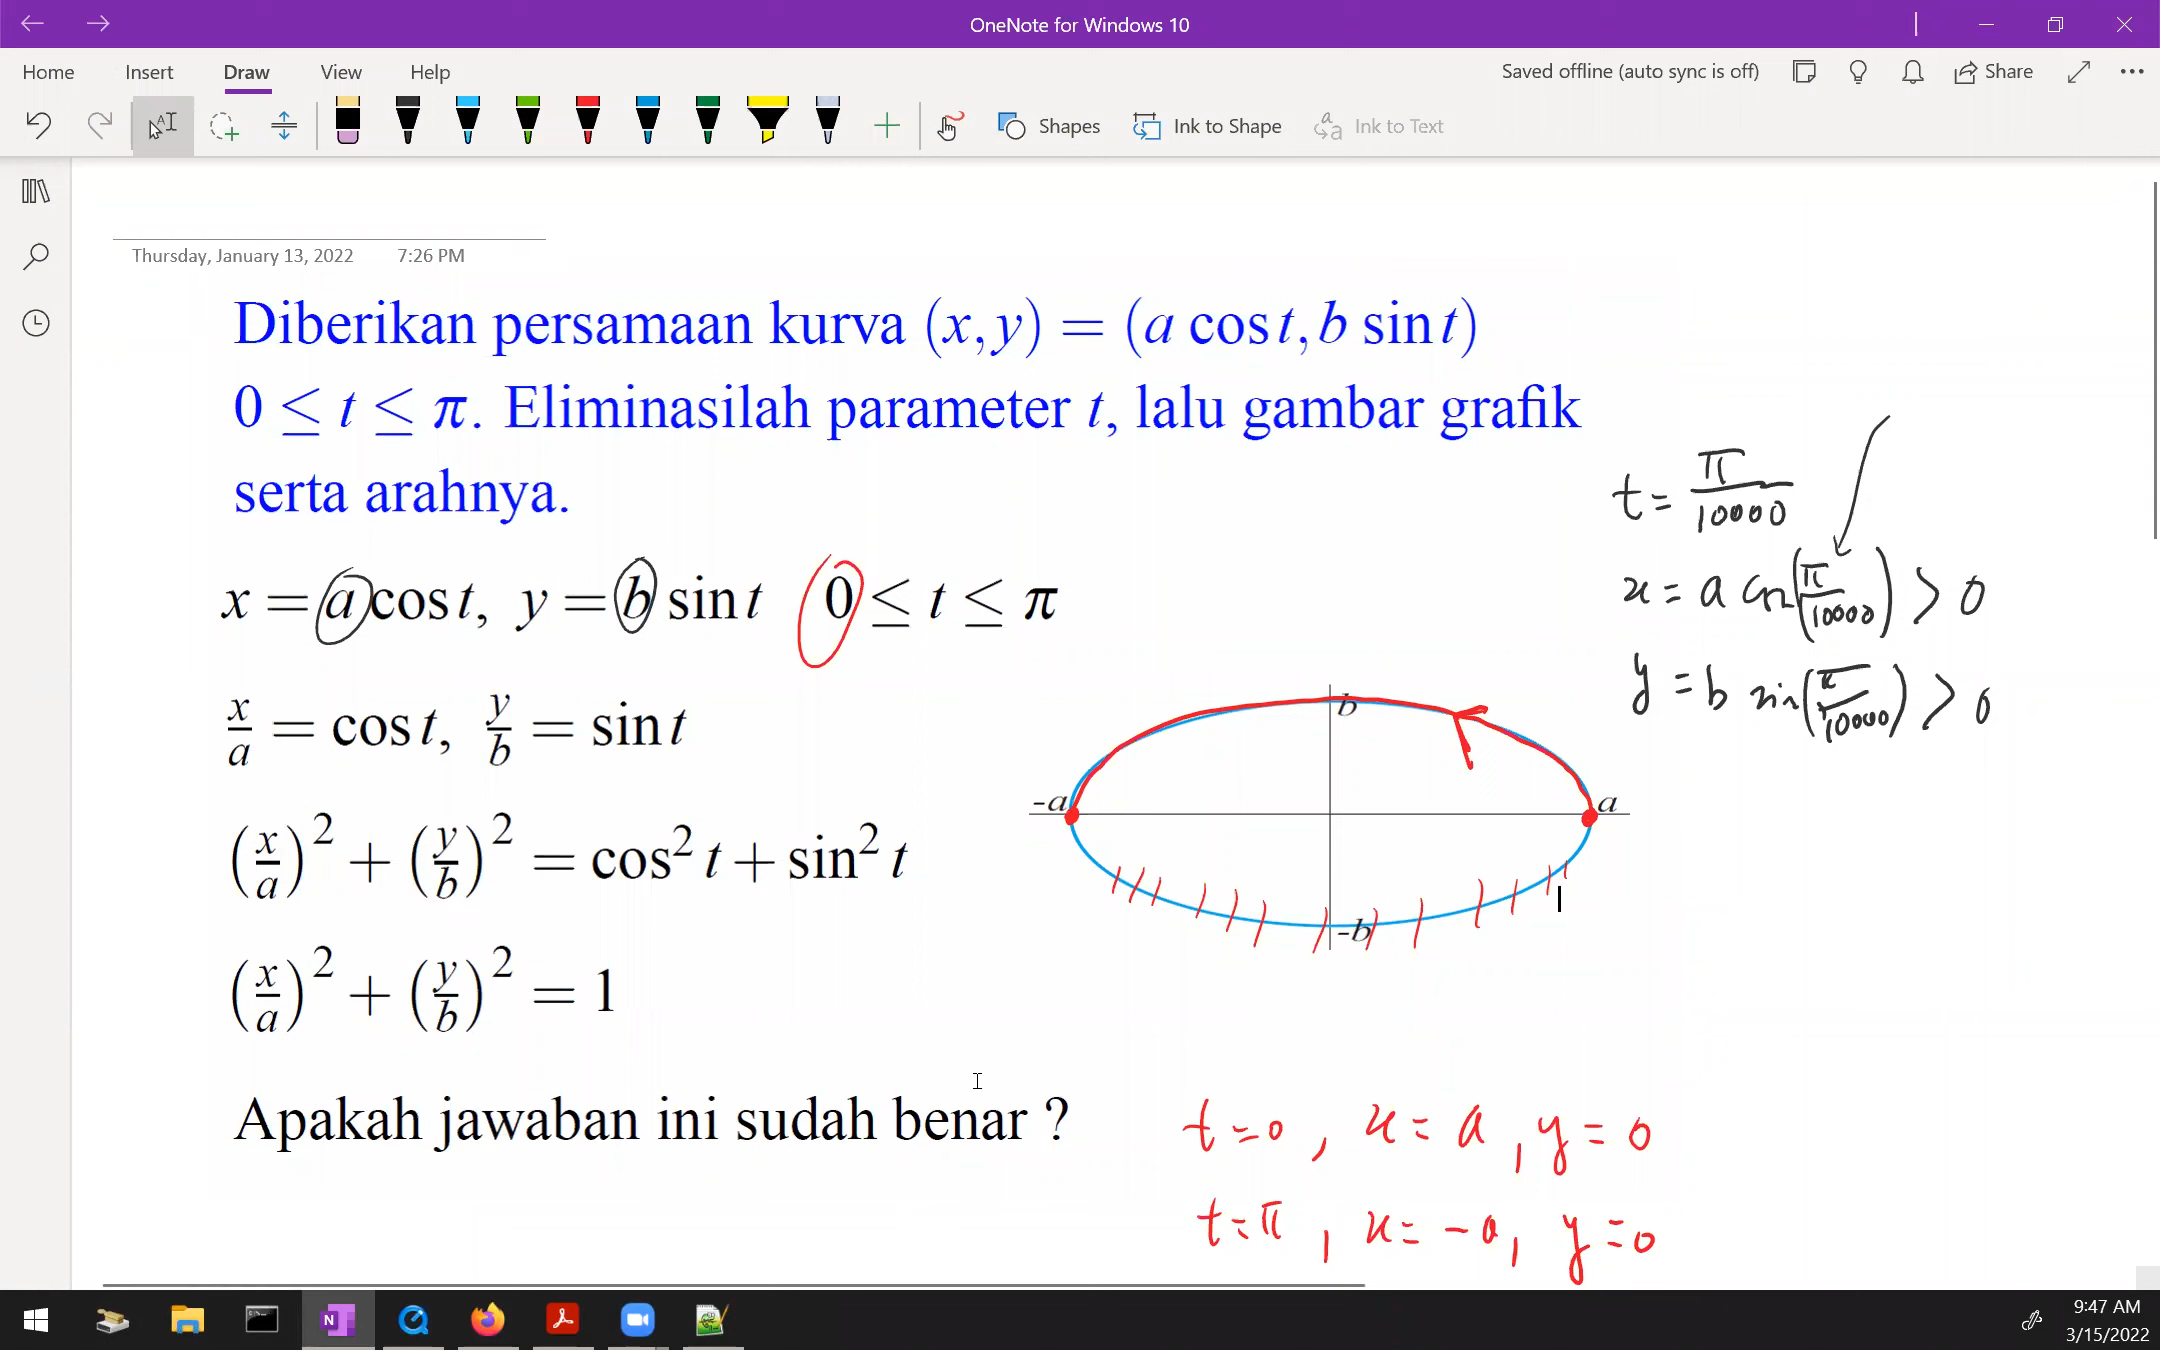 OneNote for Windows 10
Home Insert Draw View Help
Saved offline (auto sync is off) Share
Shapes Ink to Shape Ink to Text
Thursday, January 13, 2022 7:26 PM
Diberikan persamaan kurva (x, y) = (a cos t, b sin t)
0 ≤ t ≤ π. Eliminasilah parameter t, lalu gambar grafik
serta arahnya.
t = π/10000
x = a cos t, y = b sin t 0 ≤ t ≤ π
x = a cos(π/10000) > 0
y = b sin(π/10000) > 0
x/a = cos t, y/b = sin t
b
-a a
-b
(x/a)² + (y/b)² = cos² t + sin² t
(x/a)² + (y/b)² = 1
Apakah jawaban ini sudah benar ?
t = 0, x = a, y = 0
t = π, x = -a, y = 0
9:47 AM
3/15/2022